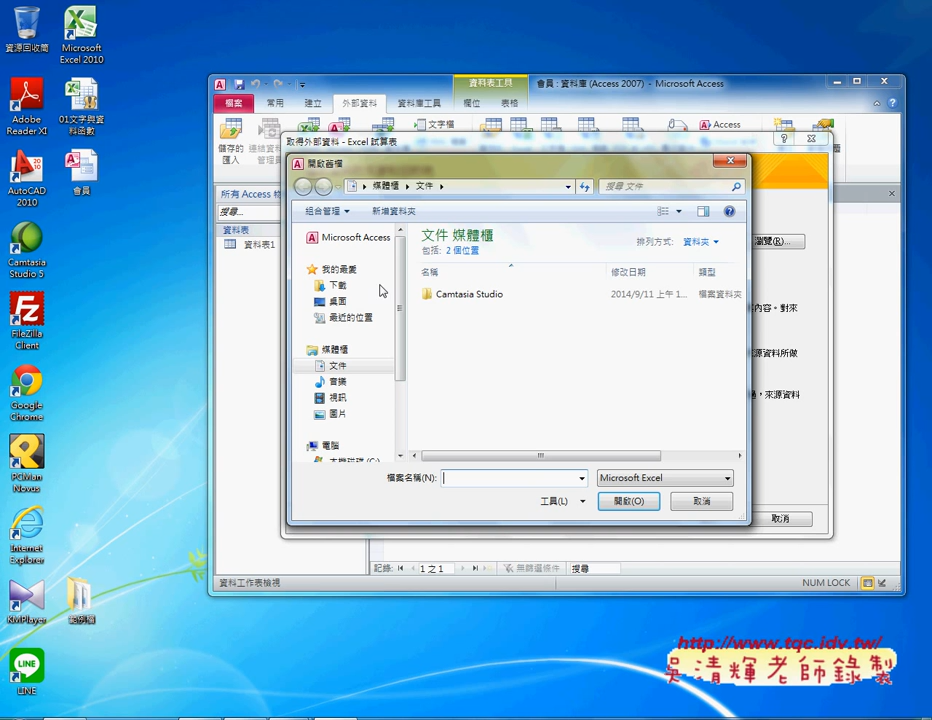 資源回收筒
Microsoft Excel 2010
Adobe Reader XI
01文字與資料函數
AutoCAD 2010
會員
Camtasia Studio 5
FileZilla Client
Google Chrome
PCMan Novus
Internet Explorer
KMPlayer
範例檔
LINE
資料表工具
會員 : 資料庫 (Access 2007) - Microsoft Access
檔案
常用
建立
外部資料
資料庫工具
欄位
表格
儲存的匯入
文字檔
Access
取得外部資料 - Excel 試算表
所有 Access
搜尋...
資料表
資料表1
瀏覽(R)...
內容。對來
源資料所做
，來源資料
取消
開啟舊檔
媒體櫃
文件
搜尋 文件
組合管理
新增資料夾
Microsoft Access
我的最愛
下載
桌面
最近的位置
媒體櫃
文件
音樂
視訊
圖片
電腦
文件 媒體櫃
包括: 2 個位置
排列方式:
資料夾
名稱
修改日期
類型
Camtasia Studio
2014/9/11 上午 1...
檔案資料夾
檔案名稱(N):
Microsoft Excel
工具(L)
開啟(O)
取消
記錄:
1 之 1
無篩選條件
搜尋
資料工作表檢視
NUM LOCK
http://www.tqc.idv.tw/
吳清輝老師錄製